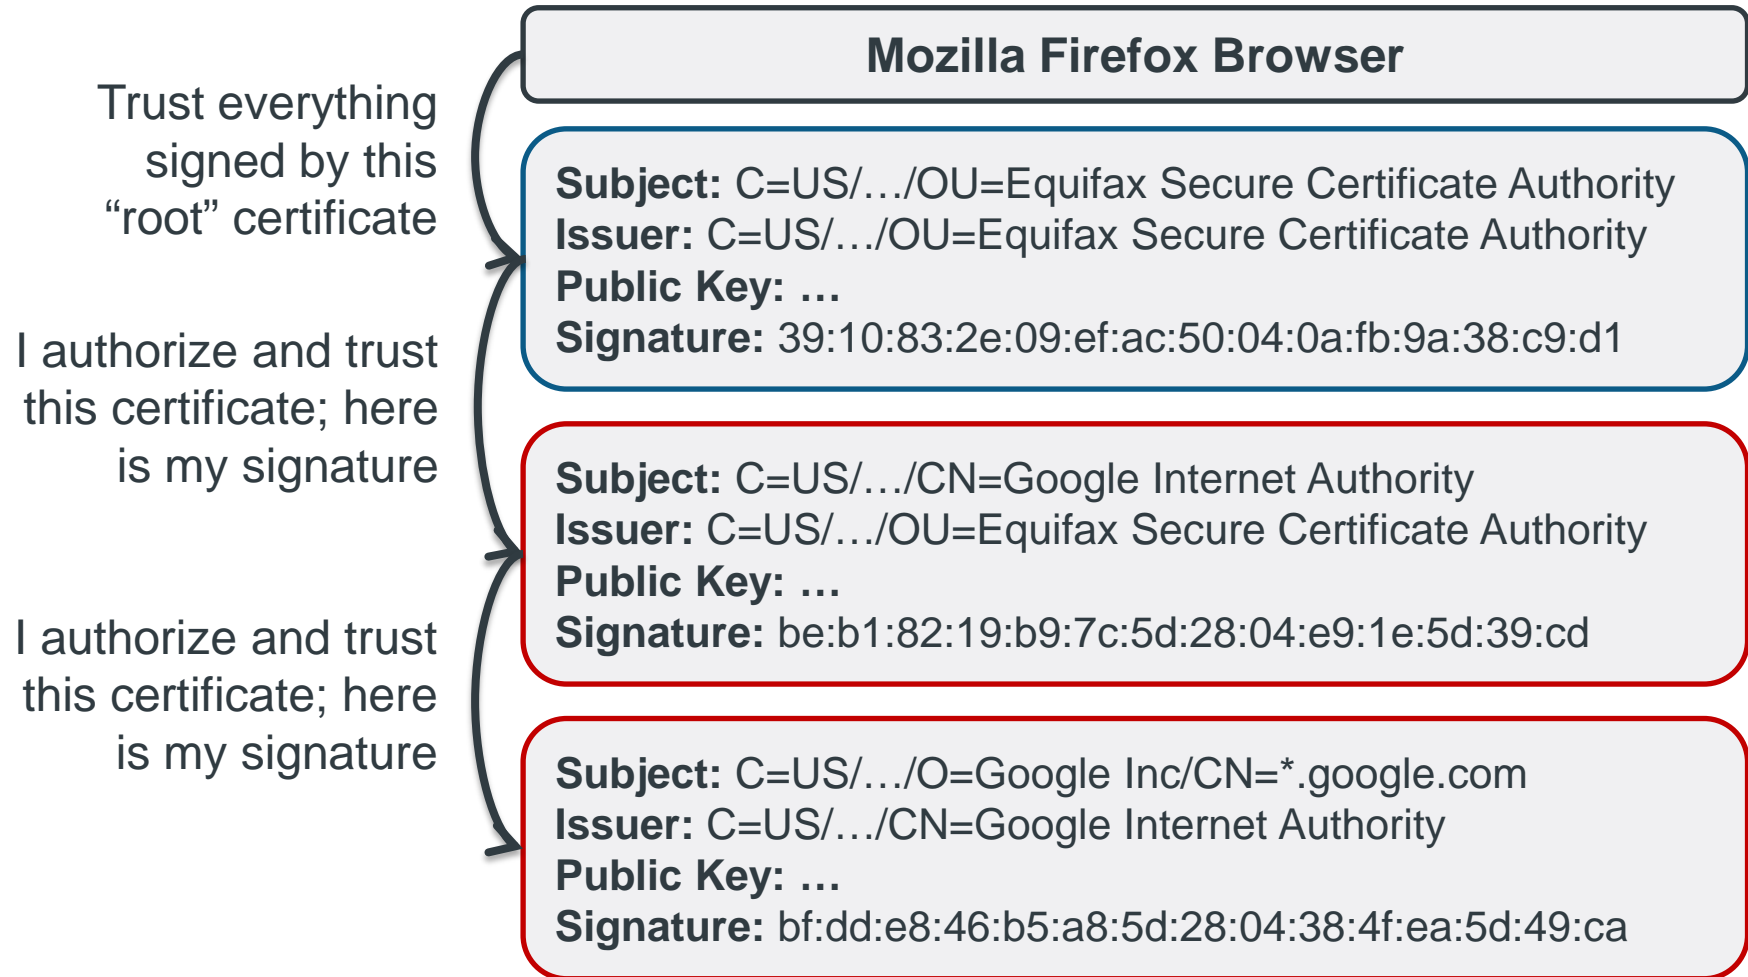 Mozilla Firefox Browser
Trust everything
signed by this
“root” certificate
Subject: C=US/…/OU=Equifax Secure Certificate Authority
Issuer: C=US/…/OU=Equifax Secure Certificate Authority
Public Key: …
Signature: 39:10:83:2e:09:ef:ac:50:04:0a:fb:9a:38:c9:d1
I authorize and trust
this certificate; here
is my signature
Subject: C=US/…/CN=Google Internet Authority
Issuer: C=US/…/OU=Equifax Secure Certificate Authority
Public Key: …
Signature: be:b1:82:19:b9:7c:5d:28:04:e9:1e:5d:39:cd
I authorize and trust
this certificate; here
is my signature
Subject: C=US/…/O=Google Inc/CN=*.google.com
Issuer: C=US/…/CN=Google Internet Authority
Public Key: …
Signature: bf:dd:e8:46:b5:a8:5d:28:04:38:4f:ea:5d:49:ca